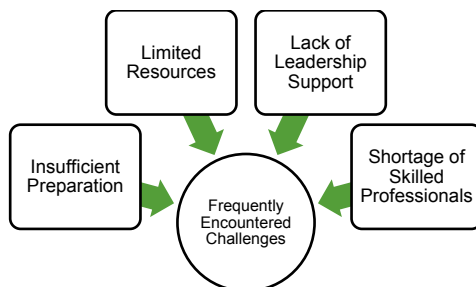 Limited
Resources
Lack of
Leadership
Support
Insufficient
Preparation
Shortage of
Skilled
Professionals
Frequently
Encountered
Challenges